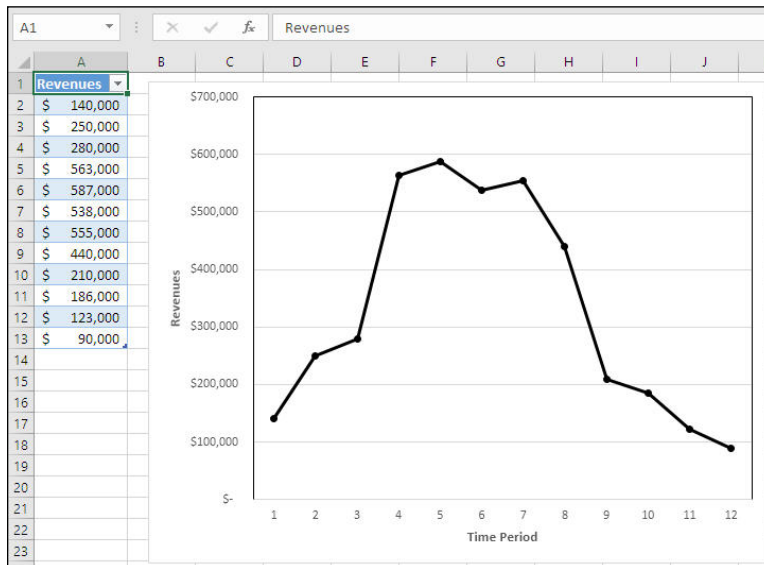 A1 fx Revenues
A B C D E F G H I J
1 Revenues
2 $ 140,000
3 $ 250,000
4 $ 280,000
5 $ 563,000
6 $ 587,000
7 $ 538,000
8 $ 555,000
9 $ 440,000
10 $ 210,000
11 $ 186,000
12 $ 123,000
13 $ 90,000
14
15
16
17
18
19
20
21
22
23
$700,000
$600,000
$500,000
$400,000
$300,000
$200,000
$100,000
$-
Revenues
1 2 3 4 5 6 7 8 9 10 11 12
Time Period